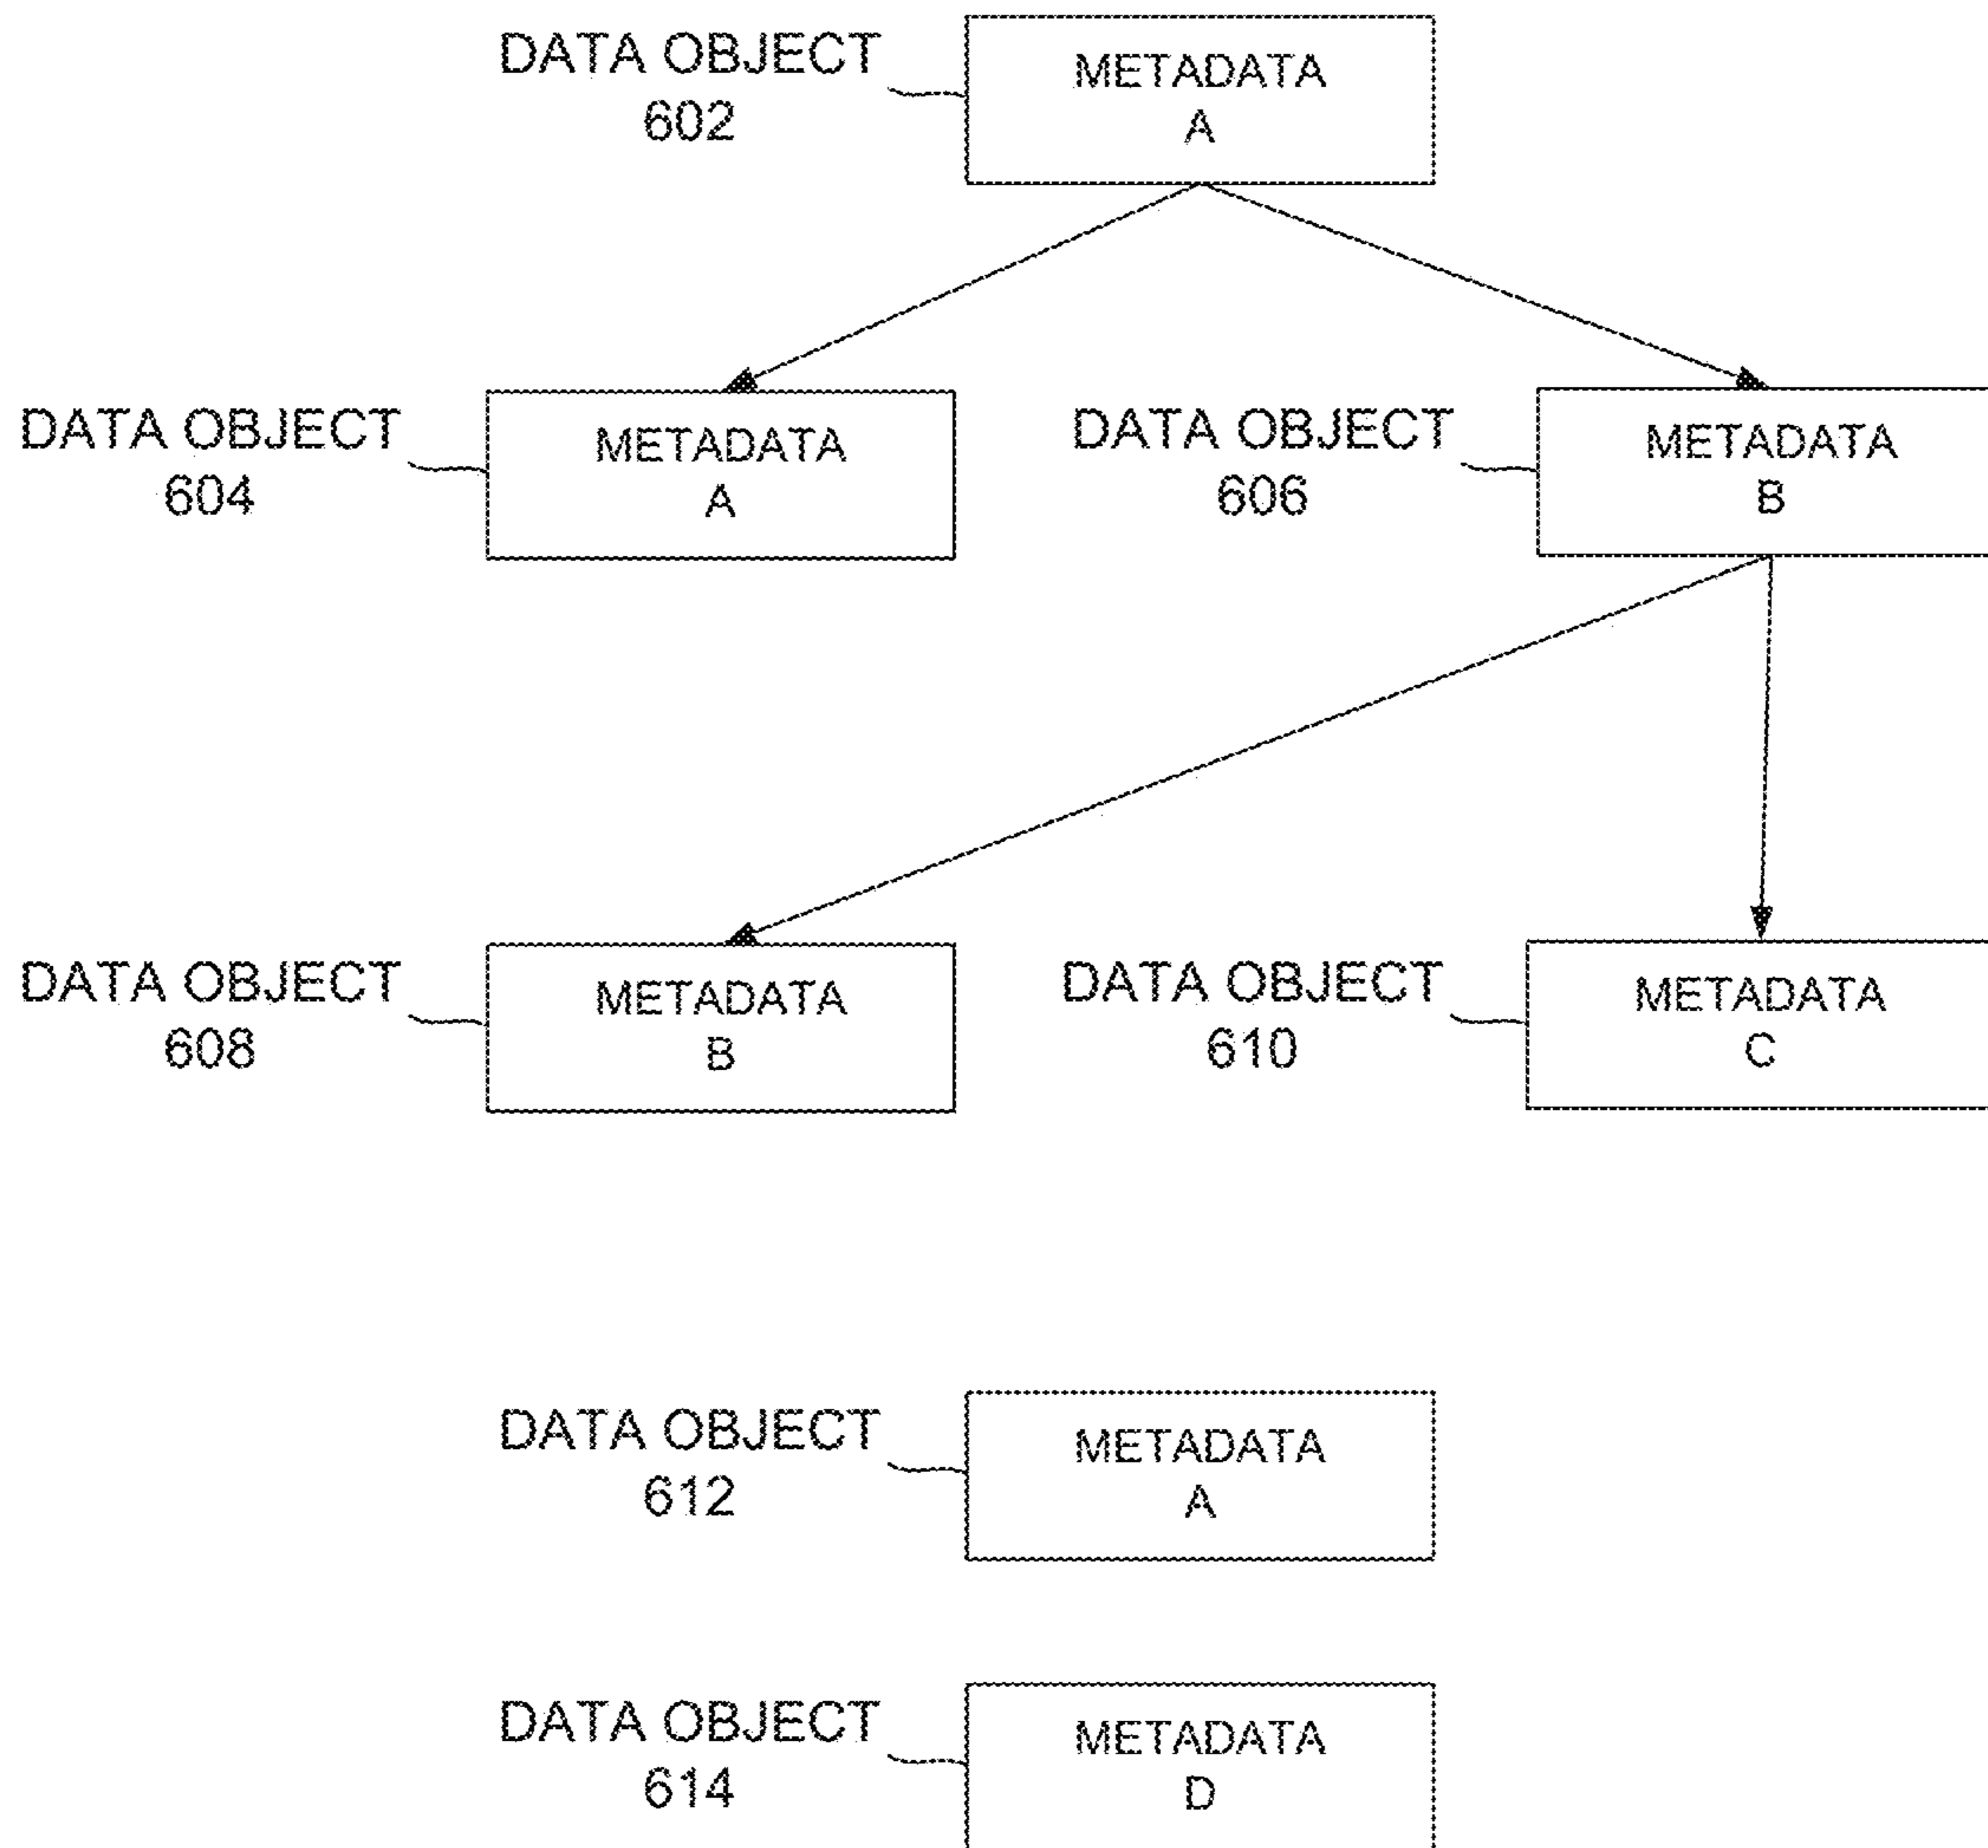 DATA OBJECT
602
METADATA
A
DATA OBJECT
604
METADATA
A
DATA OBJECT
606
METADATA
B
DATA OBJECT
608
METADATA
B
DATA OBJECT
610
METADATA
C
DATA OBJECT
612
METADATA
A
DATA OBJECT
614
METADATA
D